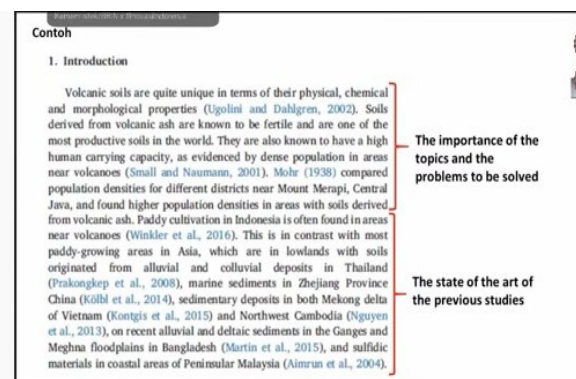 Contoh
1. Introduction
Volcanic soils are quite unique in terms of their physical, chemical
and morphological properties (Ugolini and Dahlgren, 2002). Soils
derived from volcanic ash are known to be fertile and are one of the
most productive soils in the world. They are also known to have a high
human carrying capacity, as evidenced by dense population in areas
near volcanoes (Small and Naumann, 2001). Mohr (1938) compared
population densities for different districts near Mount Merapi, Central
Java, and found higher population densities in areas with soils derived
from volcanic ash. Paddy cultivation in Indonesia is often found in areas
near volcanoes (Winkler et al., 2016). This is in contrast with most
paddy-growing areas in Asia, which are in lowlands with soils
originated from alluvial and colluvial deposits in Thailand
(Prakongkep et al., 2008), marine sediments in Zhejiang Province
China (Kölbl et al., 2014), sedimentary deposits in both Mekong delta
of Vietnam (Kontgis et al., 2015) and Northwest Cambodia (Nguyen
et al., 2013), on recent alluvial and deltaic sediments in the Ganges and
Meghna floodplains in Bangladesh (Martin et al., 2015), and sulfidic
materials in coastal areas of Peninsular Malaysia (Aimrun et al., 2004).
The importance of the
topics and the
problems to be solved
The state of the art of
the previous studies